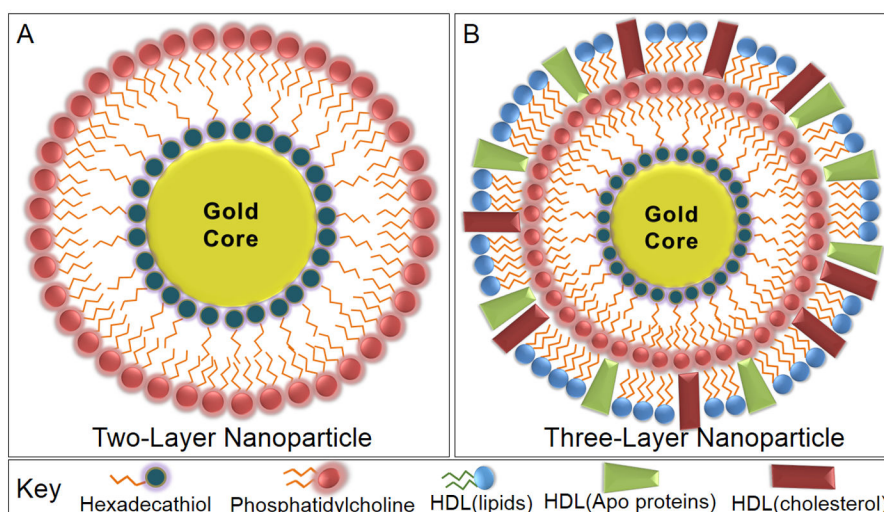 A
Gold
Core
Two-Layer Nanoparticle
B
Gold
Core
Three-Layer Nanoparticle
Key
Hexadecathiol
Phosphatidylcholine
HDL(lipids)
HDL(Apo proteins)
HDL(cholesterol)